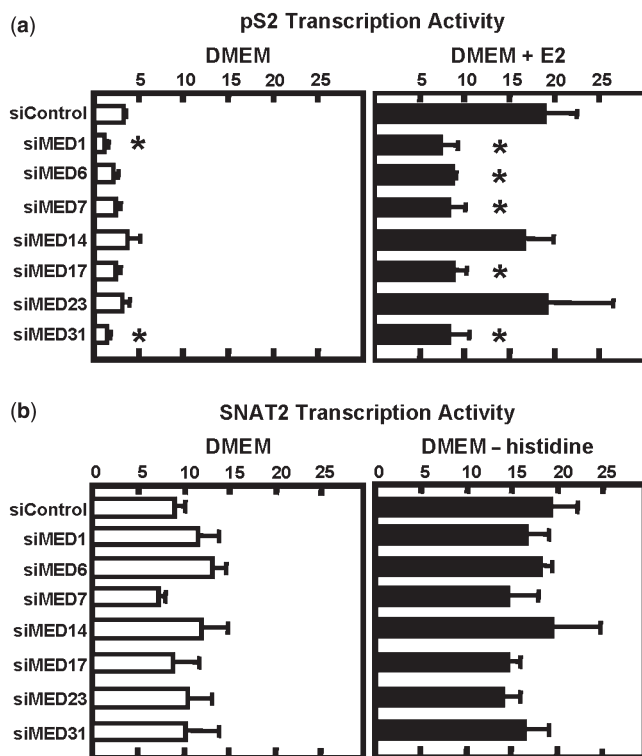 (a) pS2 Transcription Activity
DMEM DMEM + E2
5 10 15 20 25 5 10 15 20 25
siControl
siMED1 * *
siMED6 *
siMED7 *
siMED14
siMED17 *
siMED23
siMED31 * *
(b) SNAT2 Transcription Activity
DMEM DMEM – histidine
0 5 10 15 20 25 0 5 10 15 20 25
siControl
siMED1
siMED6
siMED7
siMED14
siMED17
siMED23
siMED31